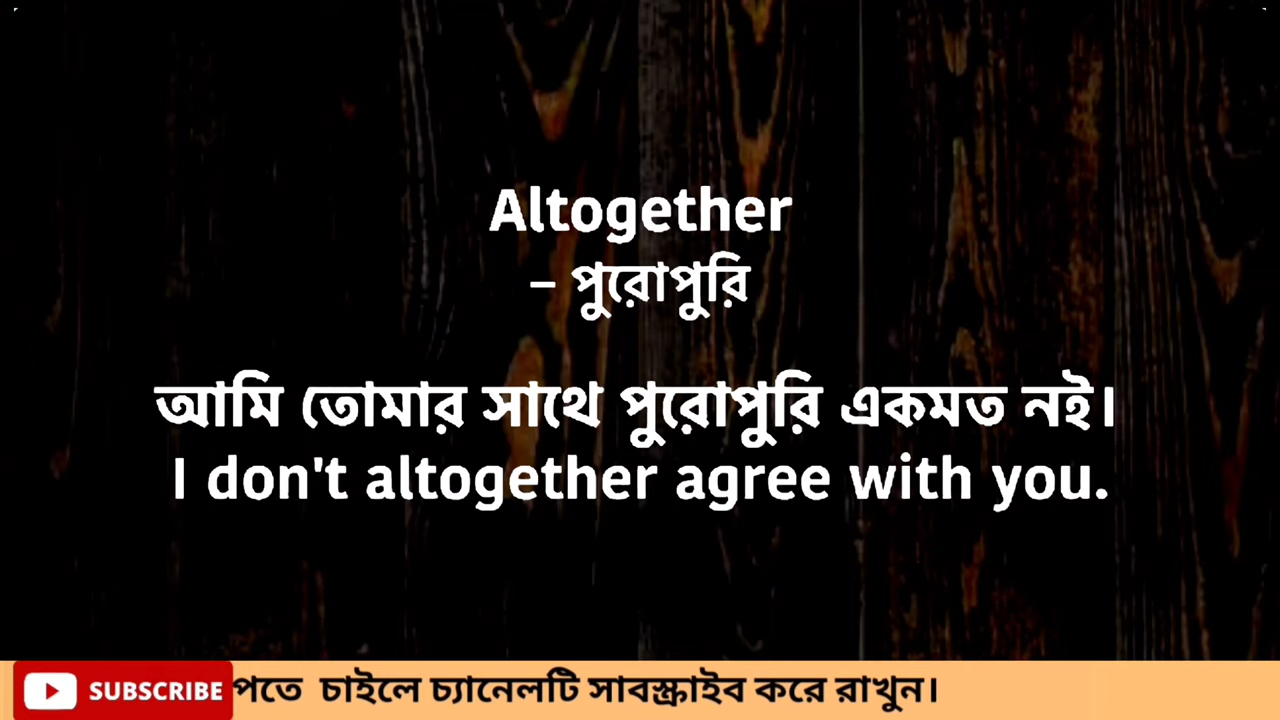 Altogether
– পুরোপুরি
আমি তোমার সাথে পুরোপুরি একমত নই।
I don't altogether agree with you.
SUBSCRIBE পতে চাইলে চ্যানেলটি সাবস্ক্রাইব করে রাখুন।